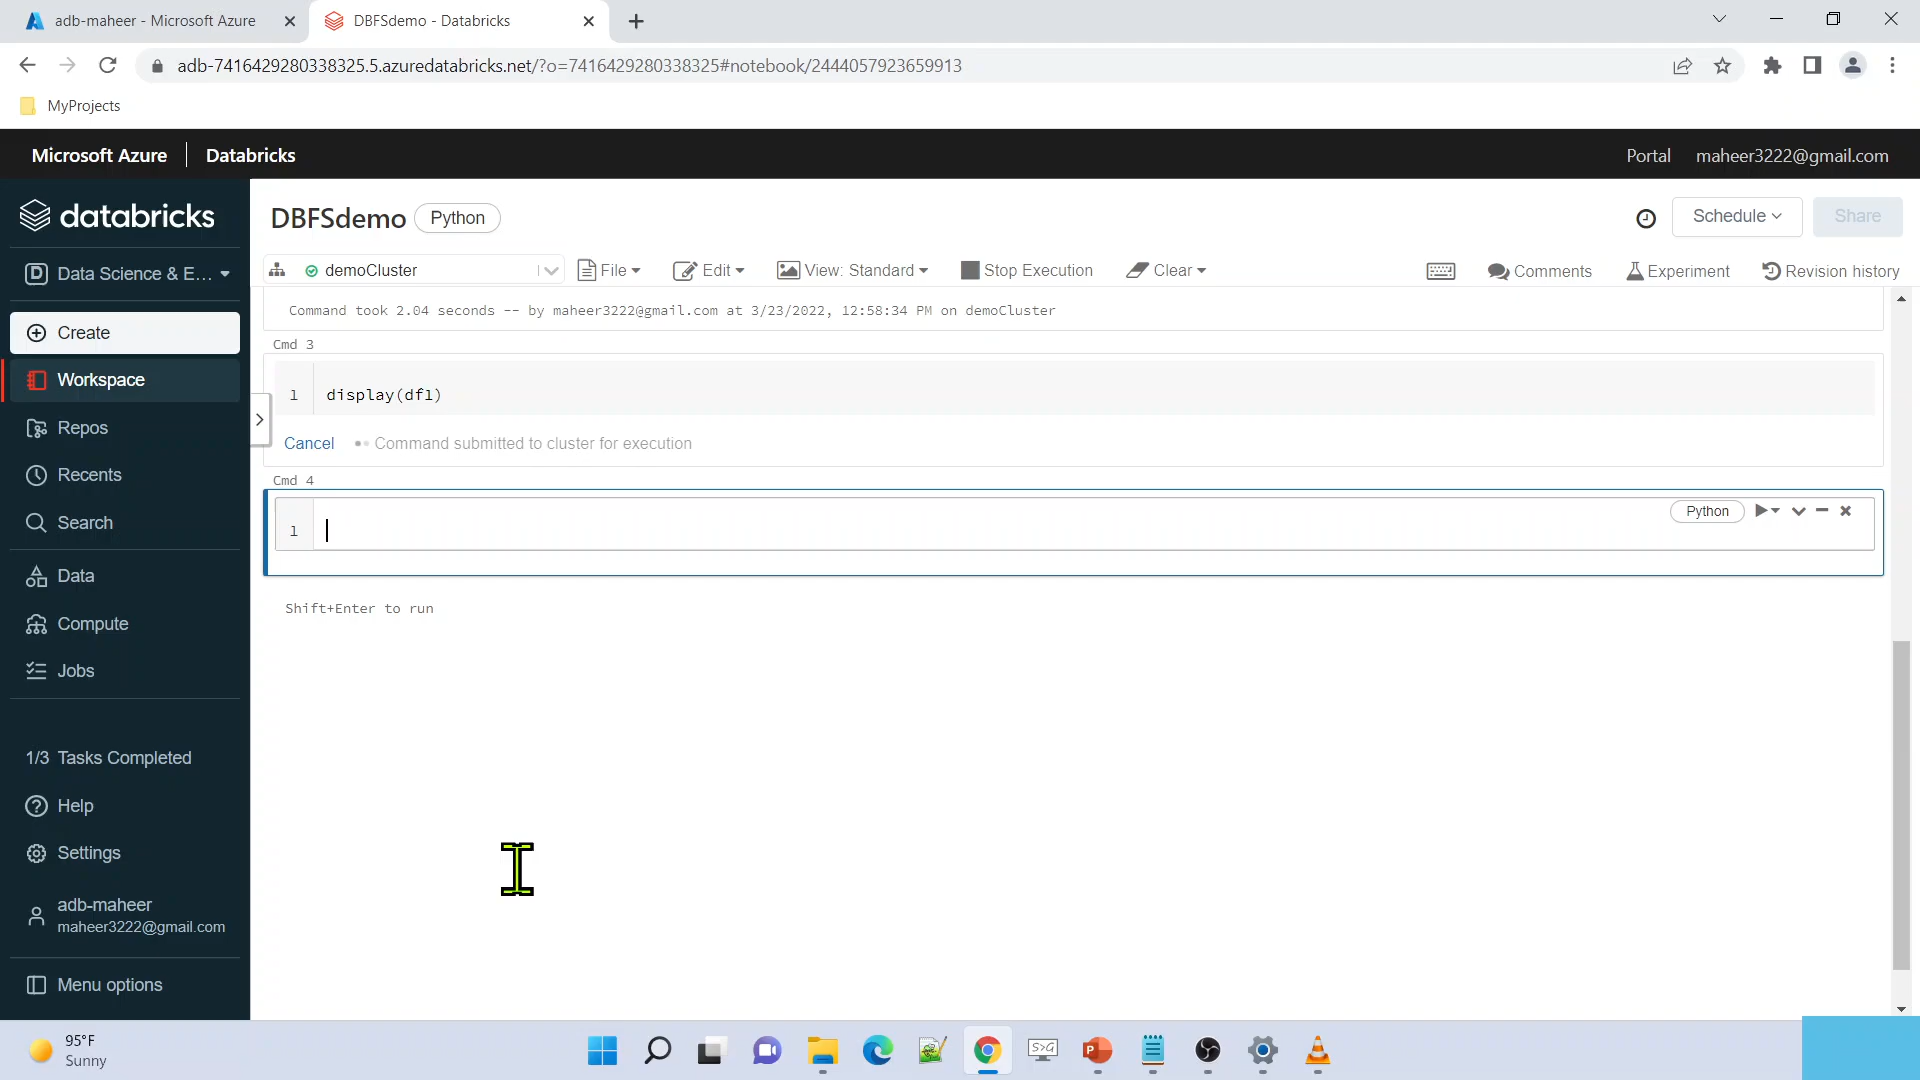 adb-maheer - Microsoft Azure
DBFSdemo - Databricks
adb-7416429280338325.5.azuredatabricks.net/?o=7416429280338325#notebook/2444057923659913
MyProjects
Microsoft Azure
Databricks
Portal
maheer3222@gmail.com
databricks
DBFSdemo
Python
Schedule
Share
D
Data Science & E...
demoCluster
File
Edit
View: Standard
Stop Execution
Clear
Comments
Experiment
Revision history
Create
Workspace
Repos
Recents
Search
Data
Compute
Jobs
1/3 Tasks Completed
Help
Settings
adb-maheer
maheer3222@gmail.com
Menu options
Command took 2.04 seconds -- by maheer3222@gmail.com at 3/23/2022, 12:58:34 PM on demoCluster
Cmd 3
1 display(df1)
Cancel
Command submitted to cluster for execution
Cmd 4
1
Python
Shift+Enter to run
95°F
Sunny
S>G
P